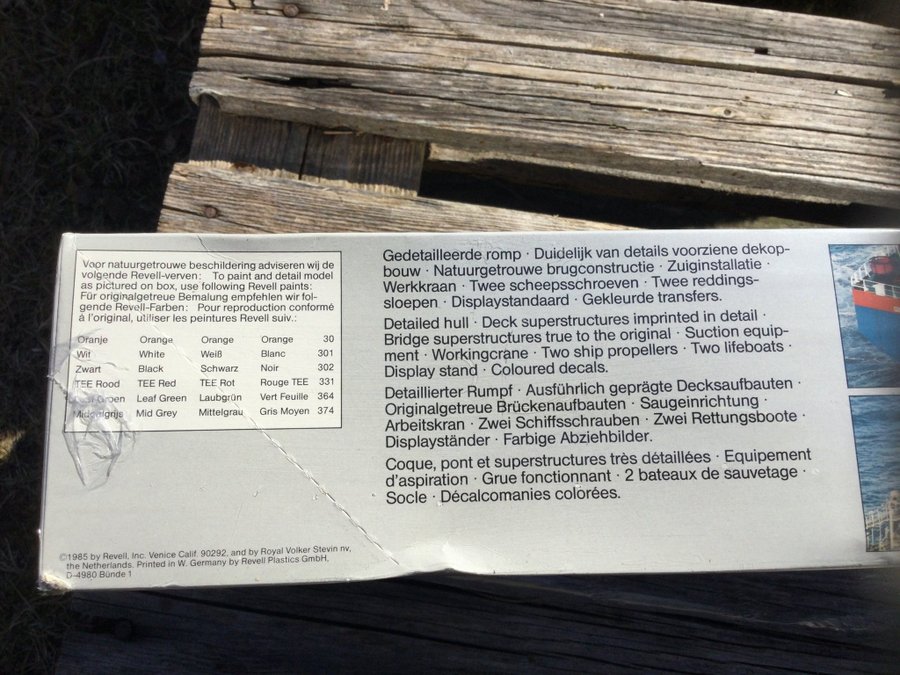 Voor natuurgetrouwe beschildering adviseren wij de
volgende Revell-verven: To paint and detail model
as pictured on box, use following Revell paints:
Für originalgetreue Bemalung empfehlen wir fol-
gende Revell-Farben: Pour reproduction conformé
à l'original, utiliser les peintures Revell suiv.:
Oranje Orange Orange Orange 30
Wit White Weiß Blanc 301
Zwart Black Schwarz Noir 302
TEE Rood TEE Red TEE Rot Rouge TEE 331
Leaf Green Laubgrün Vert Feuille 364
Middelgrijs Mid Grey Mittelgrau Gris Moyen 374
©1985 by Revell, Inc. Venice Calif. 90292, and by Royal Volker Stevin nv,
the Netherlands. Printed in W. Germany by Revell Plastics GmbH,
D-4980 Bünde 1
Gedetailleerde romp · Duidelijk van details voorziene dekop-
bouw · Natuurgetrouwe brugconstructie · Zuiginstallatie ·
Werkkraan · Twee scheepsschroeven · Twee reddings-
sloepen · Displaystandaard · Gekleurde transfers.
Detailed hull · Deck superstructures imprinted in detail ·
Bridge superstructures true to the original · Suction equip-
ment · Workingcrane · Two ship propellers · Two lifeboats ·
Display stand · Coloured decals.
Detaillierter Rumpf · Ausführlich geprägte Decksaufbauten ·
Originalgetreue Brückenaufbauten · Saugeinrichtung ·
Arbeitskran · Zwei Schiffsschrauben · Zwei Rettungsboote ·
Displayständer · Farbige Abziehbilder.
Coque, pont et superstructures très détaillées · Equipement
d'aspiration · Grue fonctionnant · 2 bateaux de sauvetage ·
Socle · Décalcomanies colorées.